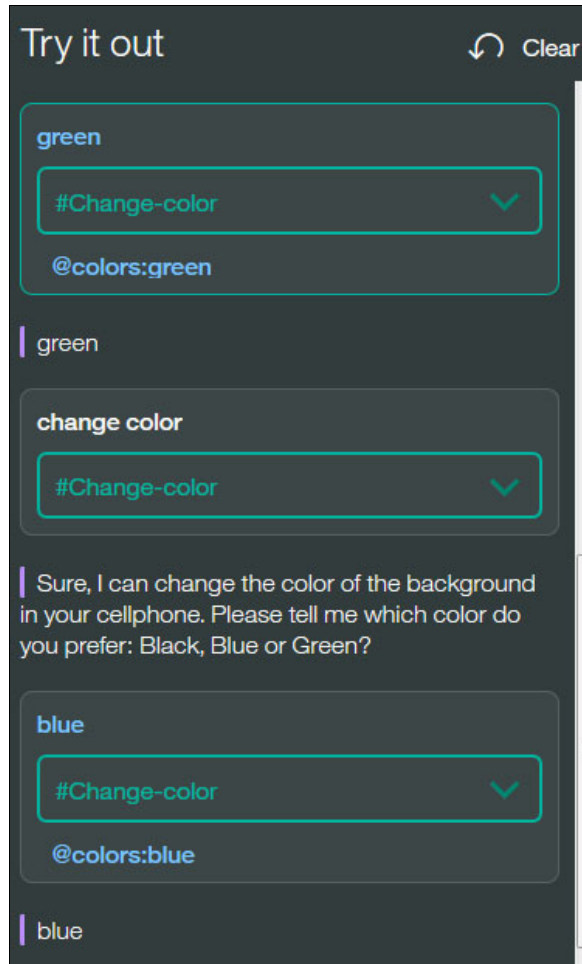 Try it out
Clear
green
#Change-color
@colors:green
green
change color
#Change-color
Sure, I can change the color of the background
in your cellphone. Please tell me which color do
you prefer: Black, Blue or Green?
blue
#Change-color
@colors:blue
blue